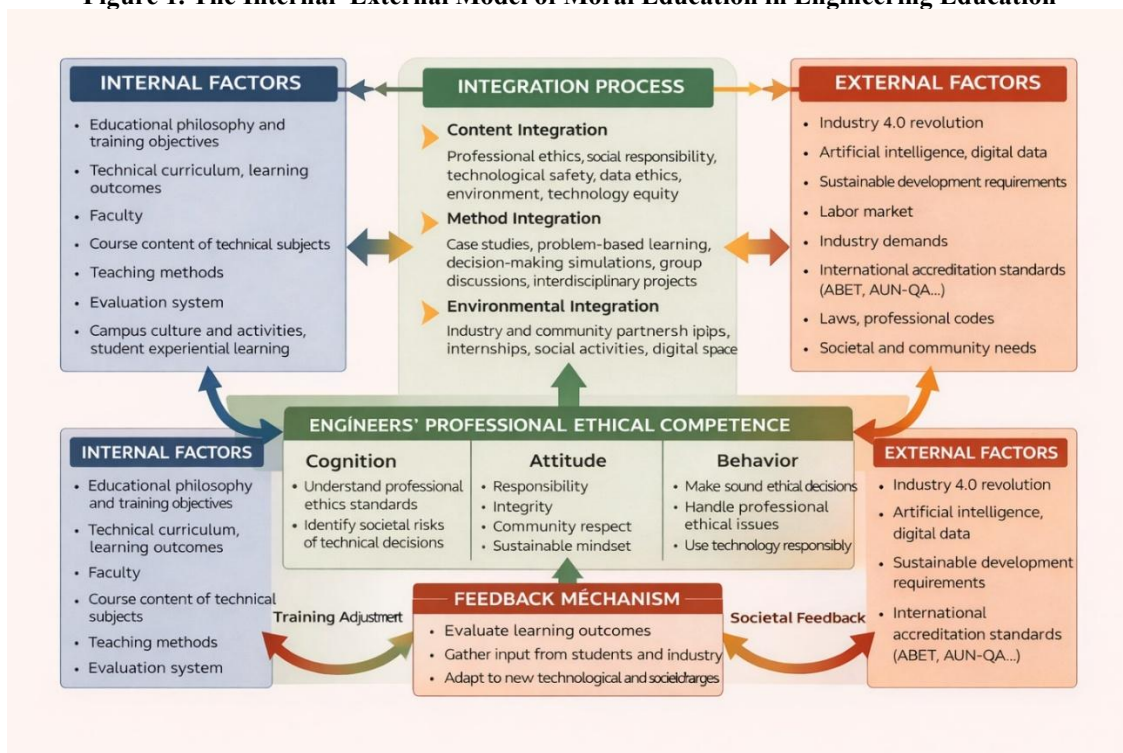 Figure 1. The Internal–External Model of Moral Education in Engineering Education
INTERNAL FACTORS
• Educational philosophy and
training objectives
• Technical curriculum, learning
outcomes
• Faculty
• Course content of technical subjects
• Teaching methods
• Evaluation system
• Campus culture and activities,
student experiential learning
INTEGRATION PROCESS
Content Integration
Professional ethics, social responsibility,
technological safety, data ethics,
environment, technology equity
Method Integration
Case studies, problem-based learning,
decision-making simulations, group
discussions, interdisciplinary projects
Environmental Integration
Industry and community partnersh ipips,
internships, social activities, digital space
EXTERNAL FACTORS
• Industry 4.0 revolution
• Artificial intelligence, digital data
• Sustainable development requirements
• Labor market
• Industry demands
• International accreditation standards
(ABET, AUN-QA...)
• Laws, professional codes
• Societal and community needs
ENGÍNEERS' PROFESSIONAL ETHICAL COMPETENCE
Cognition
• Understand professional
ethics standards
• Identify societal risks
of technical decisions
Attitude
• Responsibility
• Integrity
• Community respect
• Sustainable mindset
Behavior
• Make sound ethical decisions
• Handle professional
ethical issues
• Use technology responsibly
INTERNAL FACTORS
• Educational philosophy
and training objectives
• Technical curriculum,
learning outcomes
• Faculty
• Course content of technical
subjects
• Teaching methods
• Evaluation system
Training Adjustment
FEEDBACK MÉCHANISM
• Evaluate learning outcomes
• Gather input from students and industry
• Adapt to new technological and
Societal Feedback
EXTERNAL FACTORS
• Industry 4.0 revolution
• Artificial intelligence,
digital data
• Sustainable development
requirements
• International
accreditation standards
(ABET, AUN-QA...)